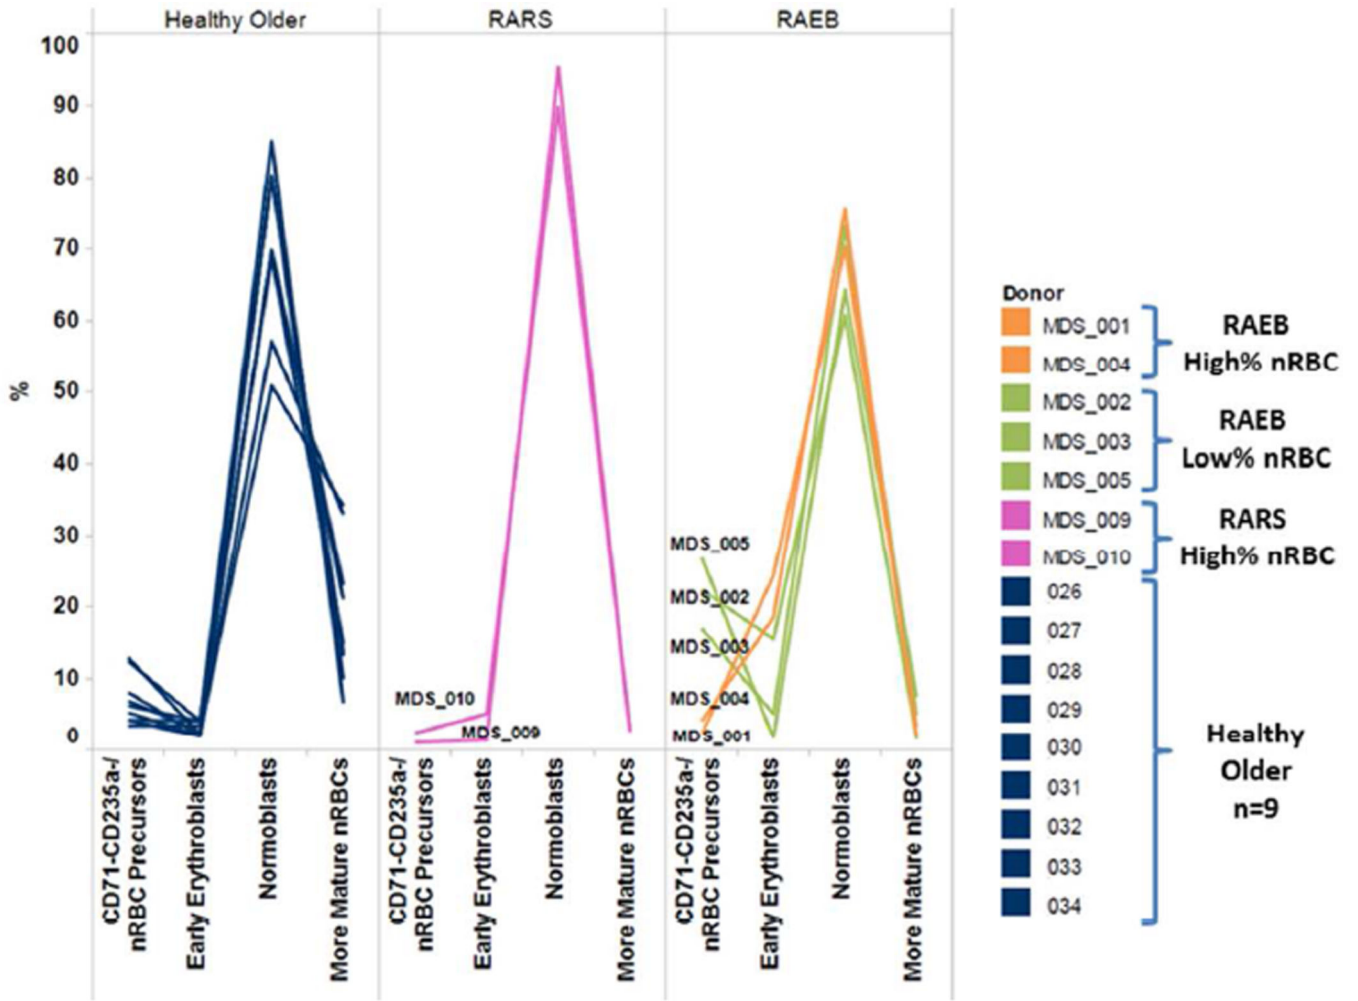 Healthy Older
RARS
RAEB
100
90
80
70
60
50
40
30
20
10
0
%
MDS_010
MDS_009
MDS_005
MDS_002
MDS_003
MDS_004
MDS_001
CD71-CD235a-/
nRBC Precursors
Early Erythroblasts
Normoblasts
More Mature nRBCs
CD71-CD235a-/
nRBC Precursors
Early Erythroblasts
Normoblasts
More Mature nRBCs
CD71-CD235a-/
nRBC Precursors
Early Erythroblasts
Normoblasts
More Mature nRBCs
Donor
MDS_001
MDS_004
MDS_002
MDS_003
MDS_005
MDS_009
MDS_010
026
027
028
029
030
031
032
033
034
RAEB
High% nRBC
RAEB
Low% nRBC
RARS
High% nRBC
Healthy
Older
n=9